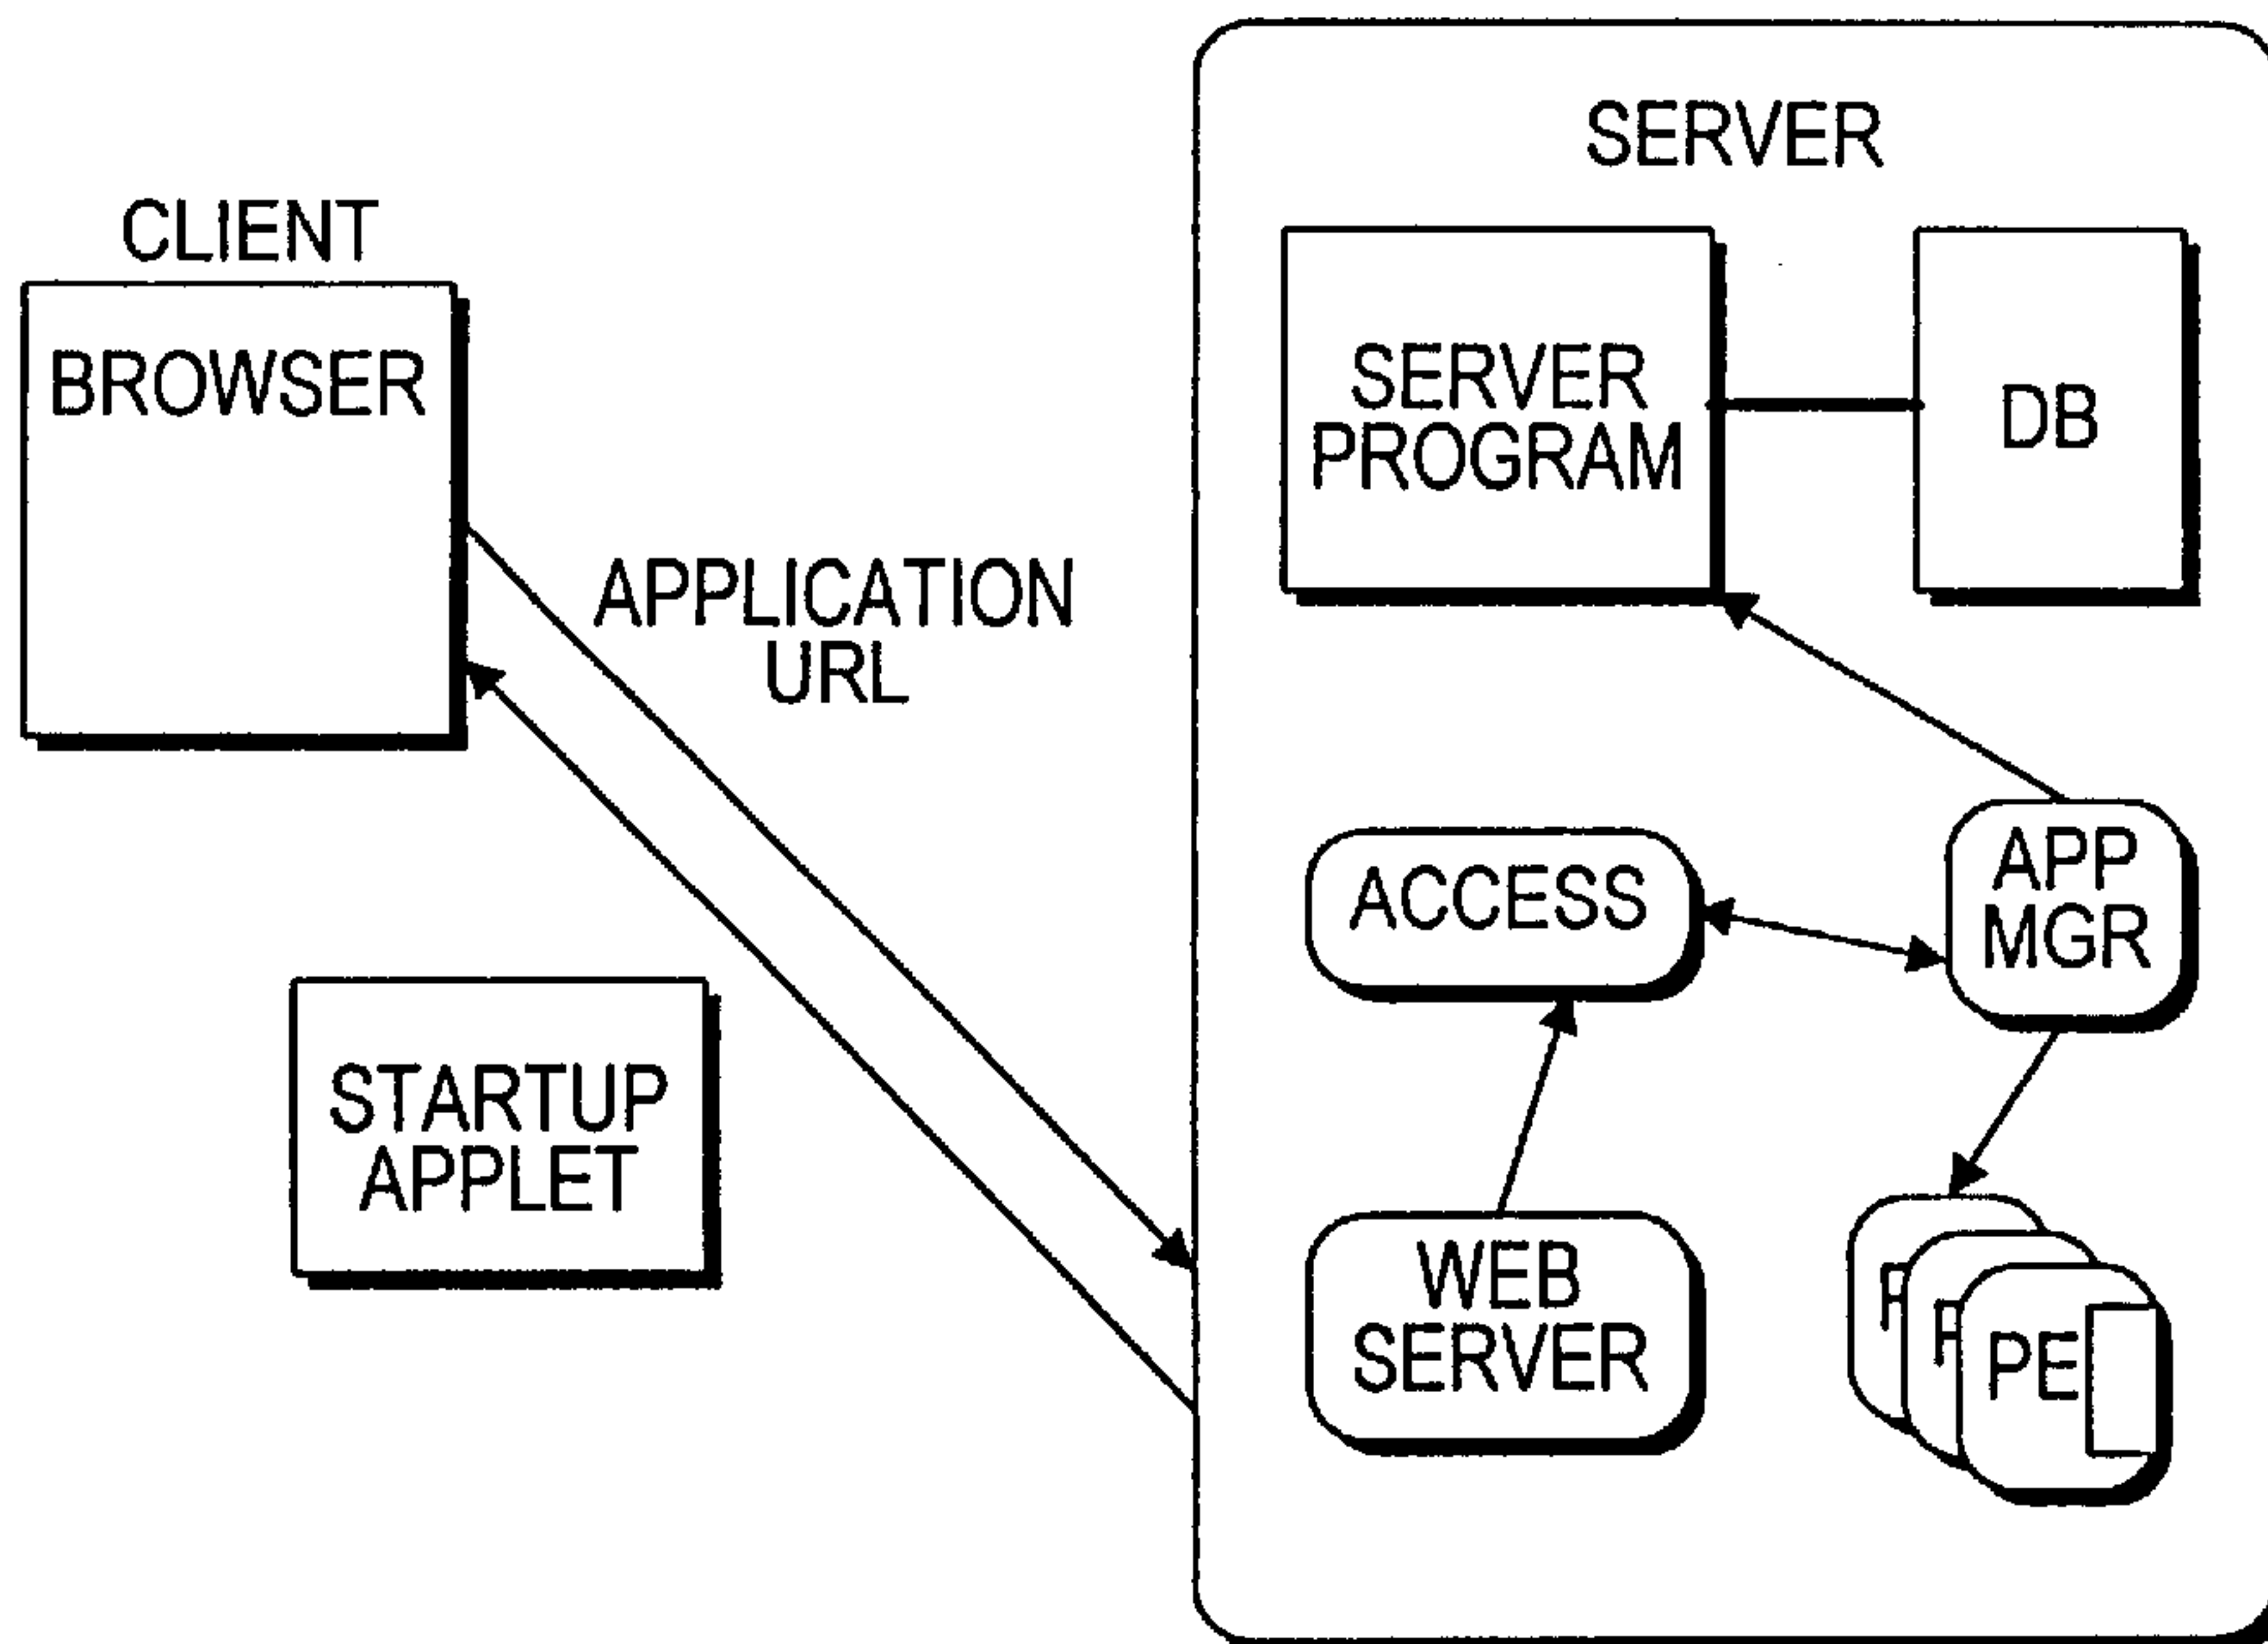 SERVER
CLIENT
BROWSER
SERVER
PROGRAM
DB
APPLICATION
URL
ACCESS
APP
MGR
STARTUP
APPLET
WEB
SERVER
PE